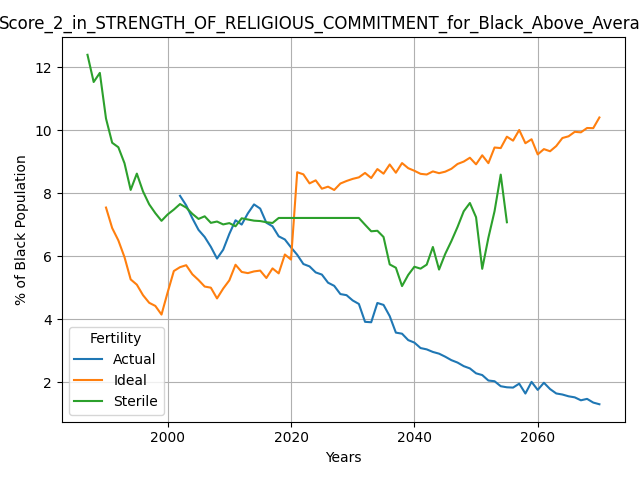 Score_2_in_STRENGTH_OF_RELIGIOUS_COMMITMENT_for_Black_Above_Avera
12
10
8
6
4
2
% of Black Population
Fertility
Actual
Ideal
Sterile
2000
2020
2040
2060
Years